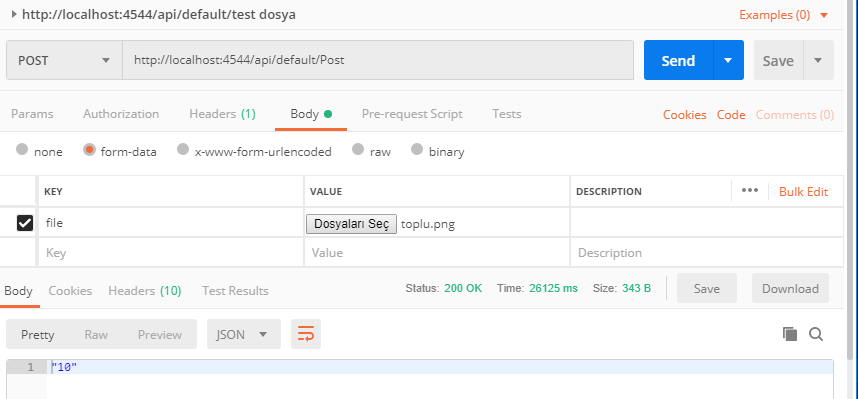 http://localhost:4544/api/default/test dosya Examples (0)
POST http://localhost:4544/api/default/Post Send Save
Params Authorization Headers (1) Body Pre-request Script Tests Cookies Code Comments (0)
none form-data x-www-form-urlencoded raw binary
KEY VALUE DESCRIPTION ••• Bulk Edit
file Dosyaları Seç toplu.png
Key Value Description
Body Cookies Headers (10) Test Results Status: 200 OK Time: 26125 ms Size: 343 B Save Download
Pretty Raw Preview JSON
1 "10"